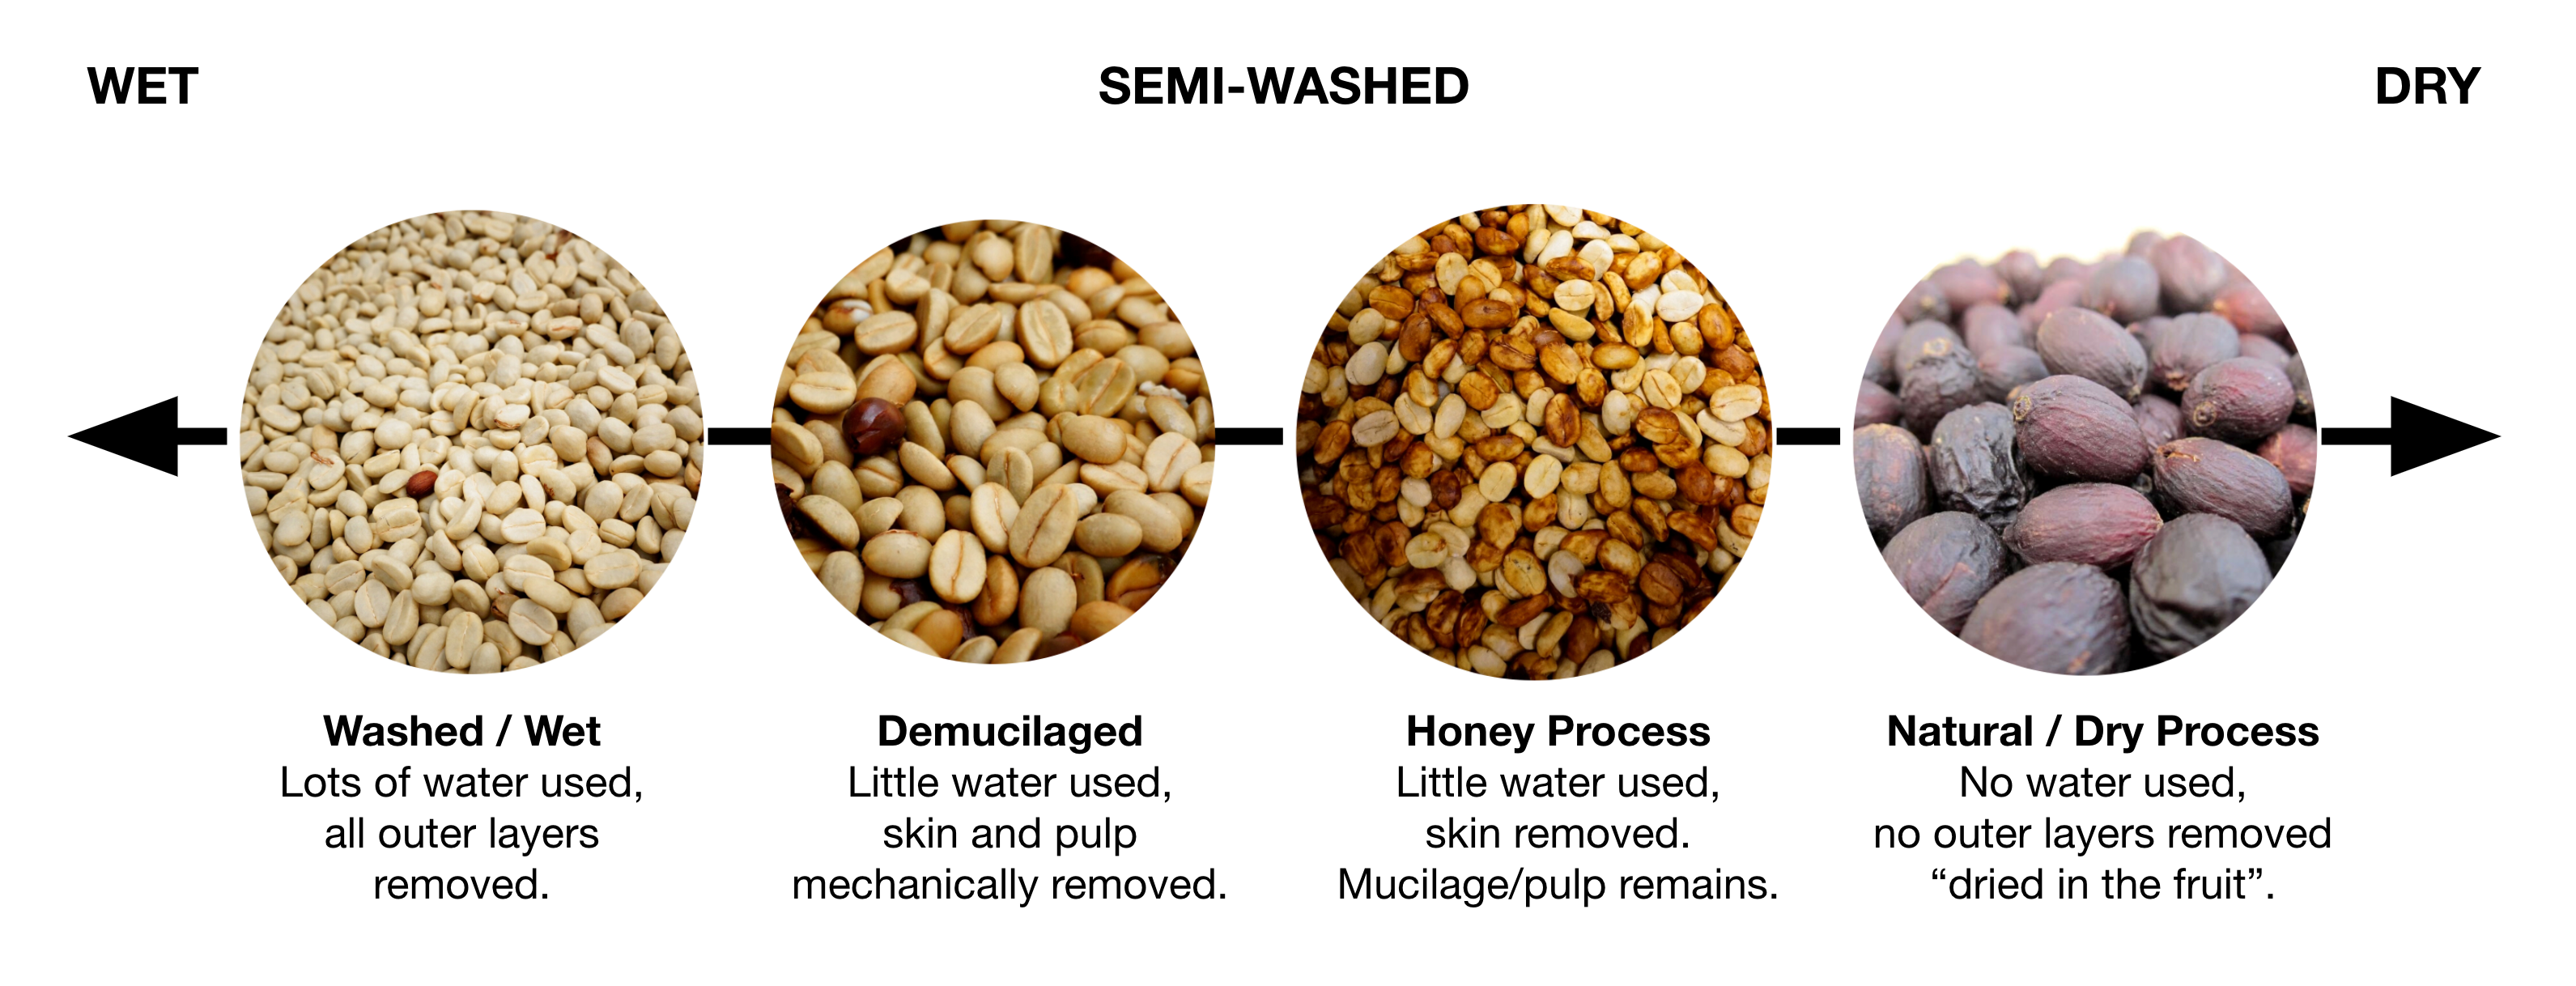 WET
SEMI-WASHED
DRY
Washed / Wet
Lots of water used,
all outer layers
removed.
Demucilaged
Little water used,
skin and pulp
mechanically removed.
Honey Process
Little water used,
skin removed.
Mucilage/pulp remains.
Natural / Dry Process
No water used,
no outer layers removed
“dried in the fruit”.